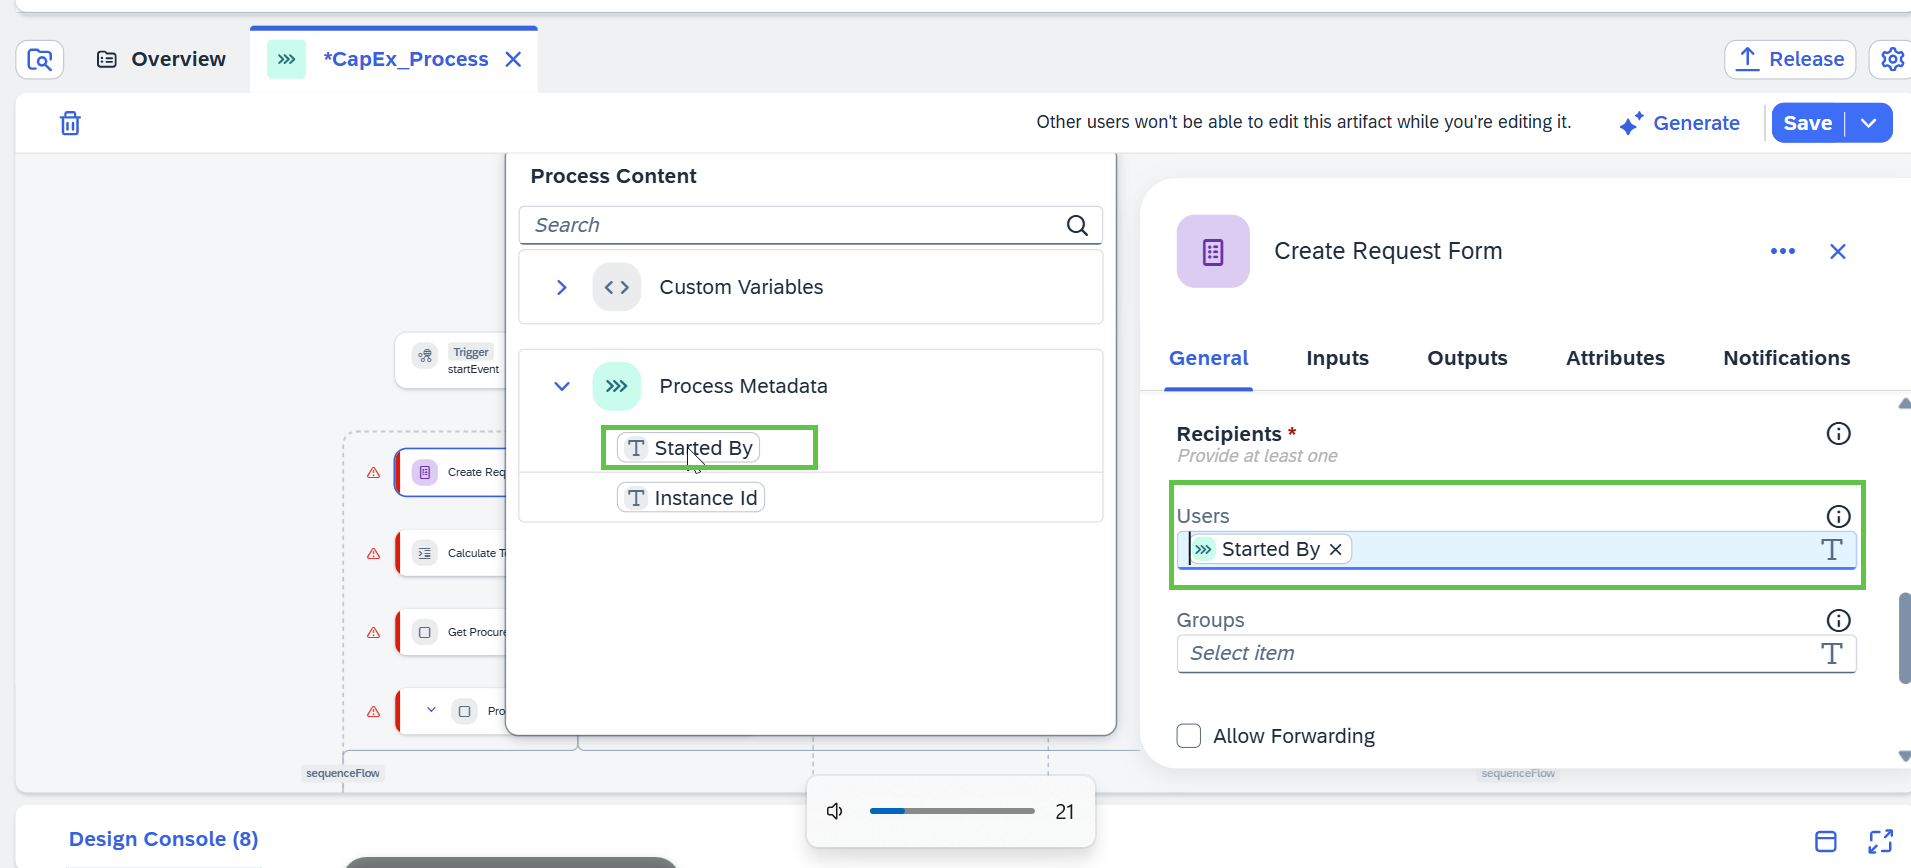 Overview
*CapEx_Process
Release
Other users won't be able to edit this artifact while you're editing it.
Generate
Save
Process Content
Search
Custom Variables
Process Metadata
Started By
Instance Id
Trigger
startEvent
Create Req
Calculate T
Get Procure
Pro
sequenceFlow
Create Request Form
General
Inputs
Outputs
Attributes
Notifications
Recipients *
Provide at least one
Users
Started By
Groups
Select item
Allow Forwarding
sequenceFlow
21
Design Console (8)